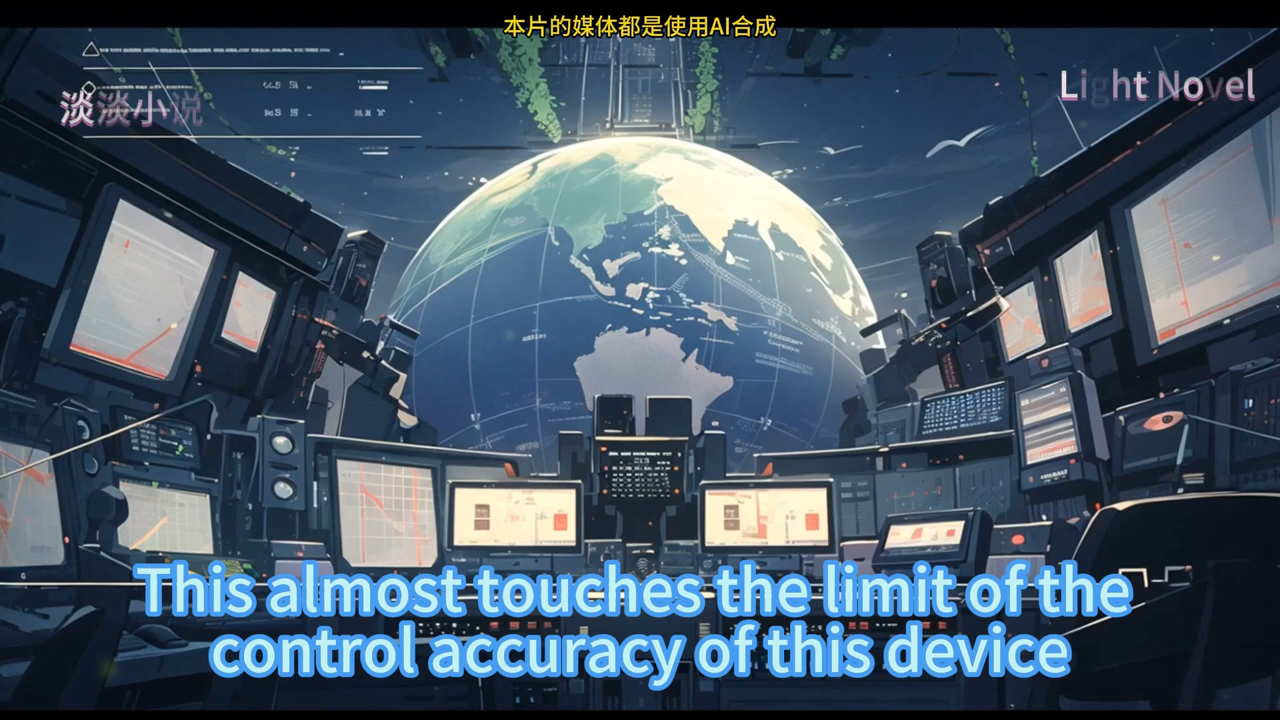 本片的媒体都是使用AI合成
淡淡小说
Light Novel
This almost touches the limit of the
control accuracy of this device